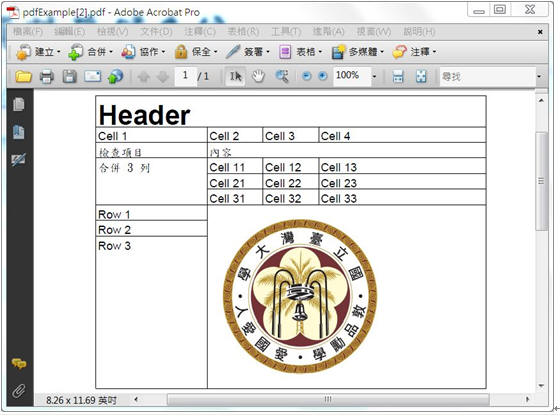 pdfExample[2].pdf - Adobe Acrobat Pro
檔案(F) 編輯(E) 檢視(V) 文件(D) 注釋(C) 表格(R) 工具(T) 進階(A) 視窗(W) 說明(H)
建立 合併 協作 保全 簽署 表格 多媒體 注釋
1 / 1 100% 尋找
Header
Cell 1 Cell 2 Cell 3 Cell 4
檢查項目 內容
合併 3 列 Cell 11 Cell 12 Cell 13
Cell 21 Cell 22 Cell 23
Cell 31 Cell 32 Cell 33
Row 1
Row 2
Row 3
國立臺灣大學
敦品勵學・愛國愛人
8.26 x 11.69 英吋